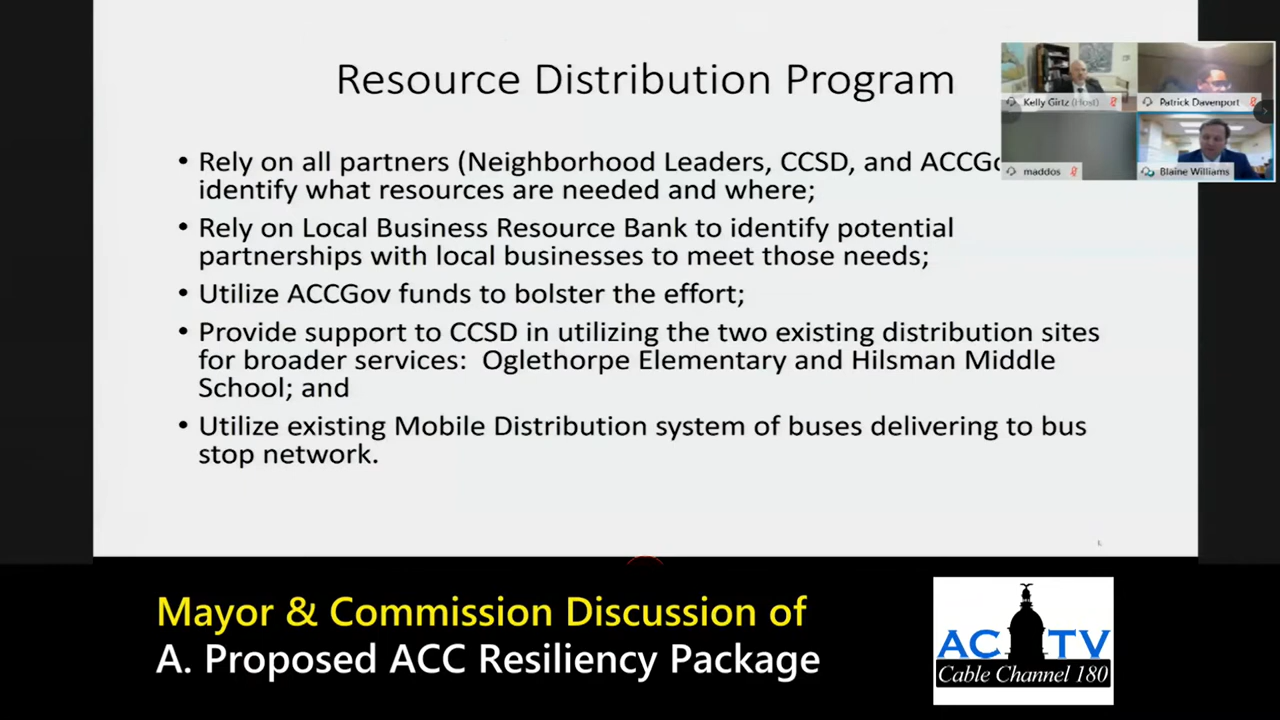 Resource Distribution Program
Kelly Girtz (Host)
Patrick Davenport
maddos
Blaine Williams
• Rely on all partners (Neighborhood Leaders, CCSD, and
identify what resources are needed and where;
• Rely on Local Business Resource Bank to identify potential
partnerships with local businesses to meet those needs;
• Utilize ACCGov funds to bolster the effort;
• Provide support to CCSD in utilizing the two existing distribution sites
for broader services: Oglethorpe Elementary and Hilsman Middle
School; and
• Utilize existing Mobile Distribution system of buses delivering to bus
stop network.
Mayor & Commission Discussion of
A. Proposed ACC Resiliency Package
ACTV
Cable Channel 180